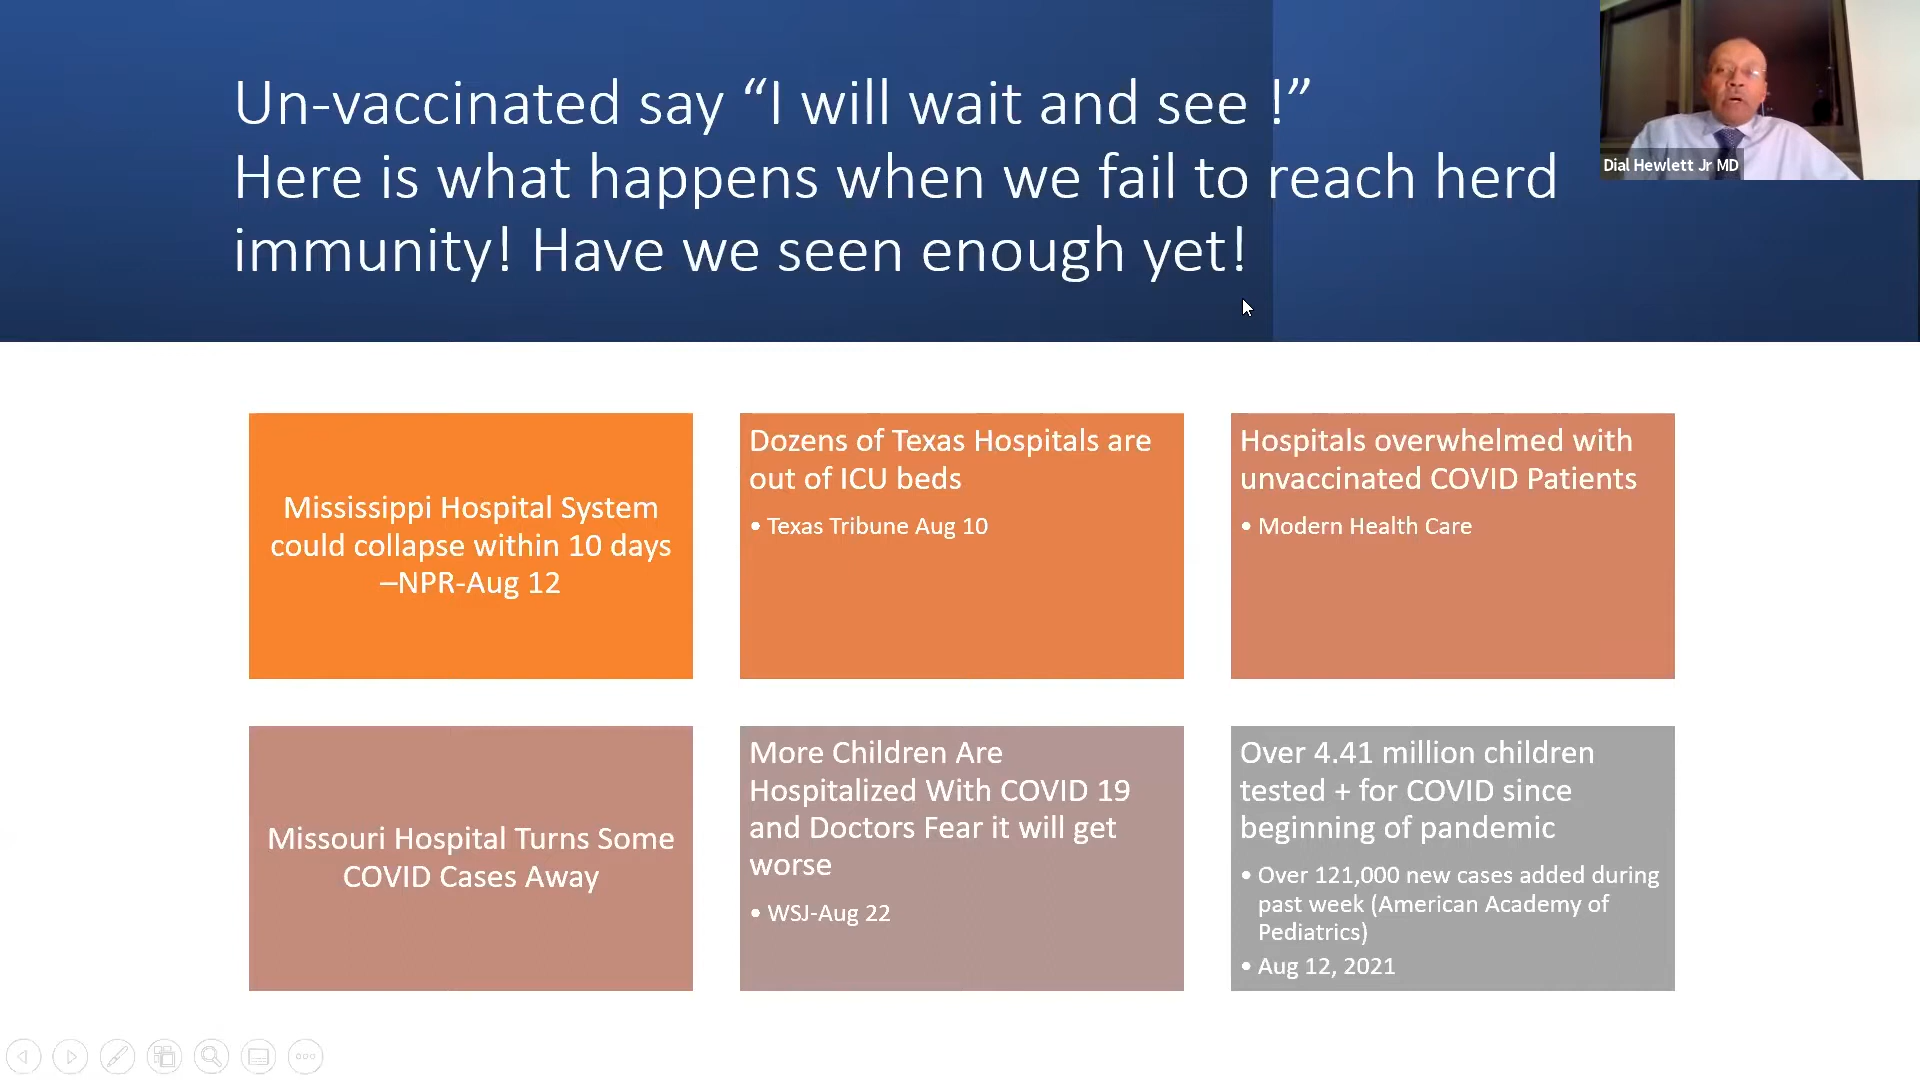 Un-vaccinated say “I will wait and see !”
Here is what happens when we fail to reach herd
immunity! Have we seen enough yet!
Dial Hewlett Jr MD
Mississippi Hospital System
could collapse within 10 days
–NPR-Aug 12
Dozens of Texas Hospitals are
out of ICU beds
• Texas Tribune Aug 10
Hospitals overwhelmed with
unvaccinated COVID Patients
• Modern Health Care
Missouri Hospital Turns Some
COVID Cases Away
More Children Are
Hospitalized With COVID 19
and Doctors Fear it will get
worse
• WSJ-Aug 22
Over 4.41 million children
tested + for COVID since
beginning of pandemic
• Over 121,000 new cases added during
past week (American Academy of
Pediatrics)
• Aug 12, 2021